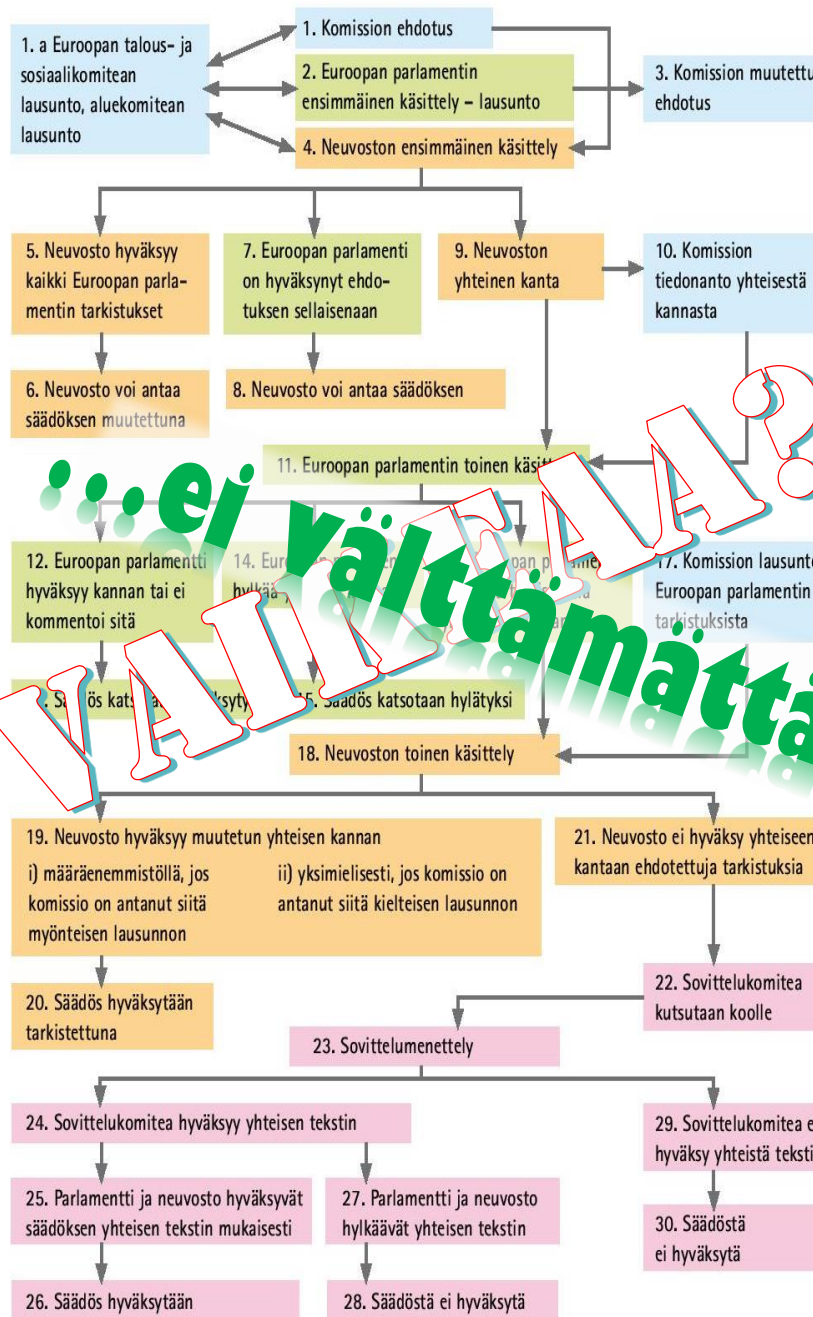 1. a Euroopan talous- ja
sosiaalikomitean
lausunto, aluekomitean
lausunto
1. Komission ehdotus
2. Euroopan parlamentin
ensimmäinen käsittely – lausunto
3. Komission muutettu
ehdotus
4. Neuvoston ensimmäinen käsittely
5. Neuvosto hyväksyy
kaikki Euroopan parla-
mentin tarkistukset
7. Euroopan parlamenti
on hyväksynyt ehdo-
tuksen sellaisenaan
9. Neuvoston
yhteinen kanta
10. Komission
tiedonanto yhteisestä
kannasta
6. Neuvosto voi antaa
säädöksen muutettuna
8. Neuvosto voi antaa säädöksen
11. Euroopan parlamentin toinen
...ei välttämättä
VAIKEAA?
12. Euroopan parlamentti
hyväksyy kannan tai ei
kommentoi sitä
14.
17. Komission lausunto
Euroopan parlamentin
tarkistuksista
15. Säädös katsotaan hylätyksi
18. Neuvoston toinen käsittely
19. Neuvosto hyväksyy muutetun yhteisen kannan
i) määräenemmistöllä, jos
komissio on antanut siitä
myönteisen lausunnon
ii) yksimielisesti, jos komissio on
antanut siitä kielteisen lausunnon
21. Neuvosto ei hyväksy yhteiseen
kantaan ehdotettuja tarkistuksia
20. Säädös hyväksytään
tarkistettuna
22. Sovittelukomitea
kutsutaan koolle
23. Sovittelumenettely
24. Sovittelukomitea hyväksyy yhteisen tekstin
29. Sovittelukomitea e
hyväksy yhteistä teksti
25. Parlamentti ja neuvosto hyväksyvät
säädöksen yhteisen tekstin mukaisesti
27. Parlamentti ja neuvosto
hylkäävät yhteisen tekstin
30. Säädöstä
ei hyväksytä
26. Säädös hyväksytään
28. Säädöstä ei hyväksytä